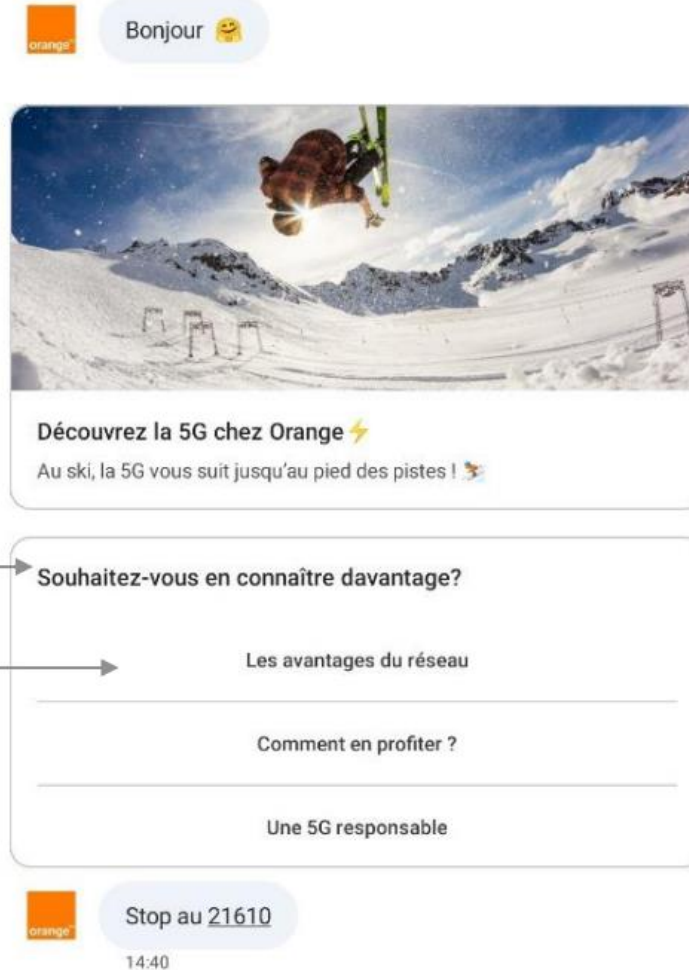 orange
Bonjour 🤗
Découvrez la 5G chez Orange⚡
Au ski, la 5G vous suit jusqu'au pied des pistes ! ⛷
Souhaitez-vous en connaître davantage?
Les avantages du réseau
Comment en profiter ?
Une 5G responsable
orange
Stop au 21610
14:40